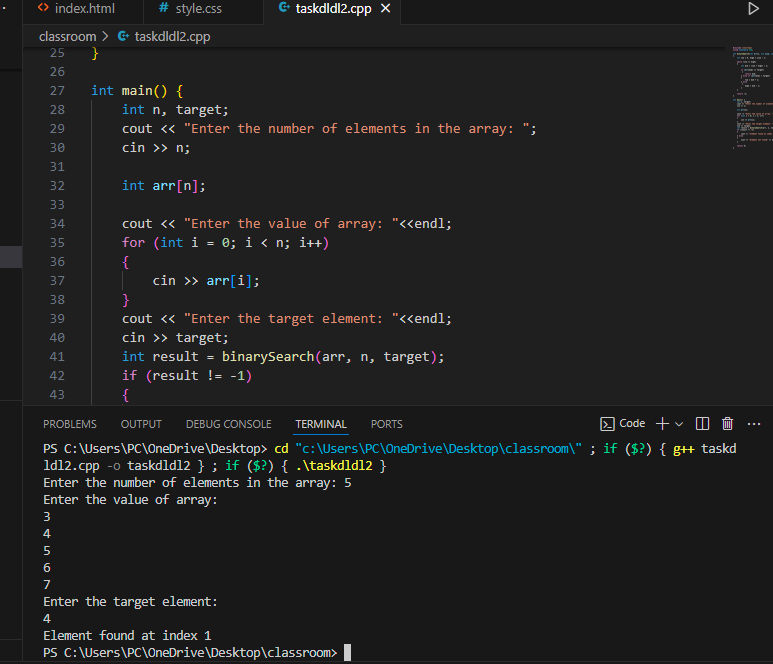 index.html
style.css
taskdldl2.cpp
classroom > taskdldl2.cpp
25 }
26
27 int main() {
28 int n, target;
29 cout << "Enter the number of elements in the array: ";
30 cin >> n;
31
32 int arr[n];
33
34 cout << "Enter the value of array: "<<endl;
35 for (int i = 0; i < n; i++)
36 {
37 cin >> arr[i];
38 }
39 cout << "Enter the target element: "<<endl;
40 cin >> target;
41 int result = binarySearch(arr, n, target);
42 if (result != -1)
43 {
PROBLEMS OUTPUT DEBUG CONSOLE TERMINAL PORTS Code
PS C:\Users\PC\OneDrive\Desktop> cd "c:\Users\PC\OneDrive\Desktop\classroom\" ; if ($?) { g++ taskd
ldl2.cpp -o taskdldl2 } ; if ($?) { .\taskdldl2 }
Enter the number of elements in the array: 5
Enter the value of array:
3
4
5
6
7
Enter the target element:
4
Element found at index 1
PS C:\Users\PC\OneDrive\Desktop\classroom>